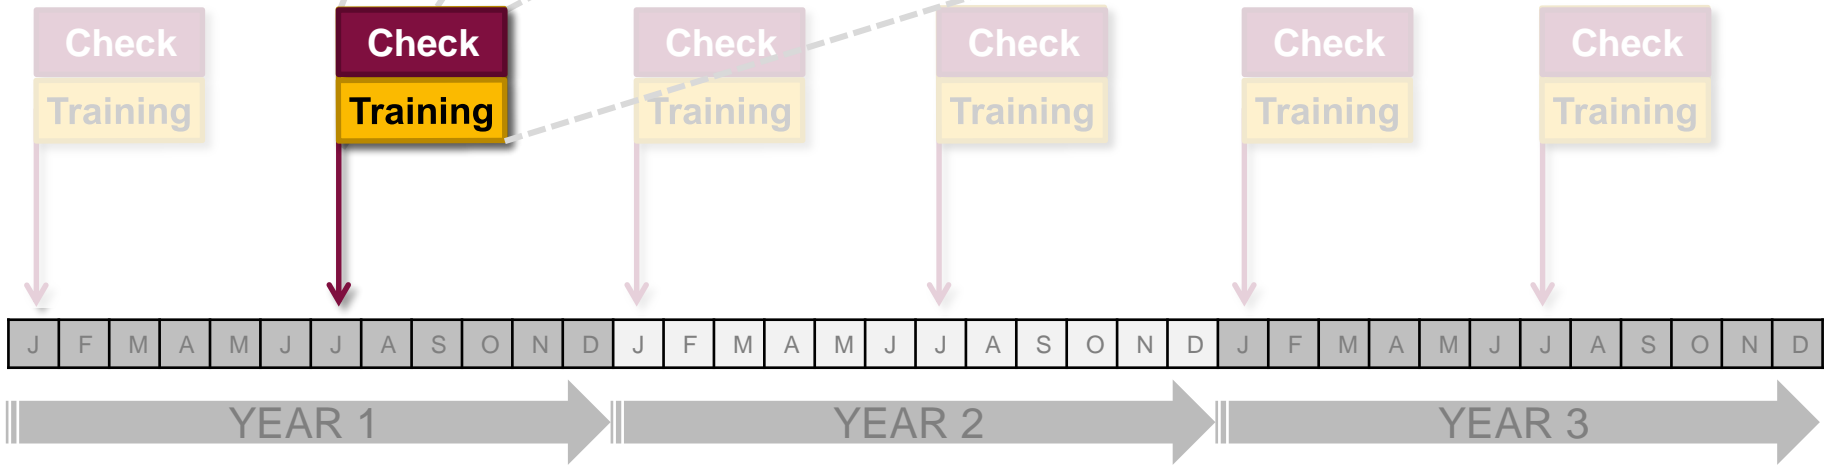 Check Check Check Check Check Check
Training Training Training Training Training Training
J F M A M J J A S O N D J F M A M J J A S O N D J F M A M J J A S O N D
YEAR 1 YEAR 2 YEAR 3